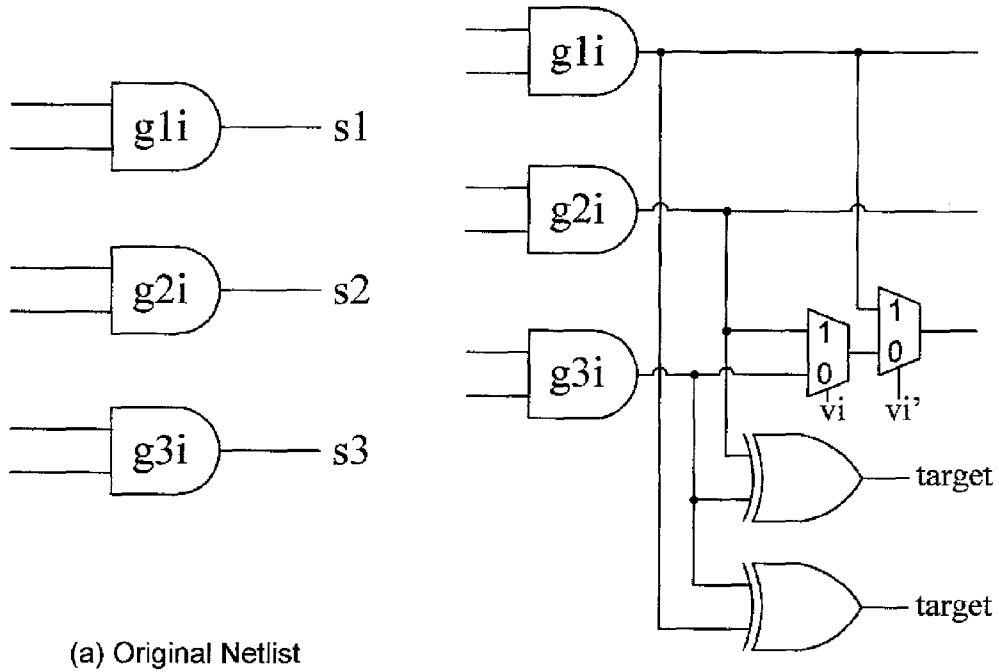 g1i
s1
g2i
s2
g3i
s3
(a) Original Netlist
g1i
g2i
g3i
1
0
vi
1
0
vi'
target
target